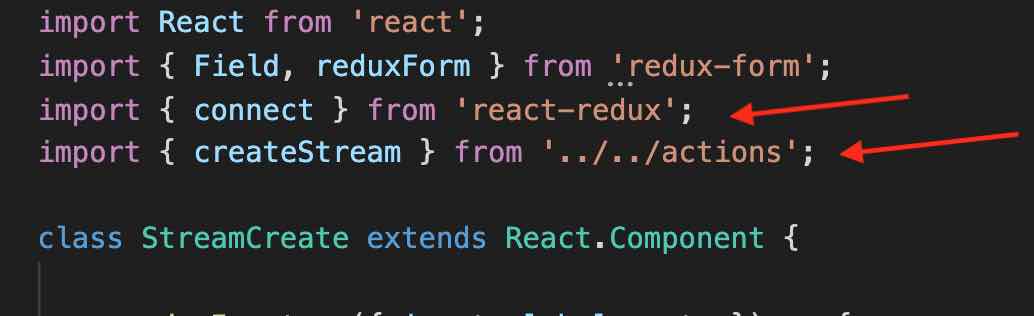 import React from 'react';
import { Field, reduxForm } from 'redux-form';
import { connect } from 'react-redux';
import { createStream } from '../../actions';
class StreamCreate extends React.Component {